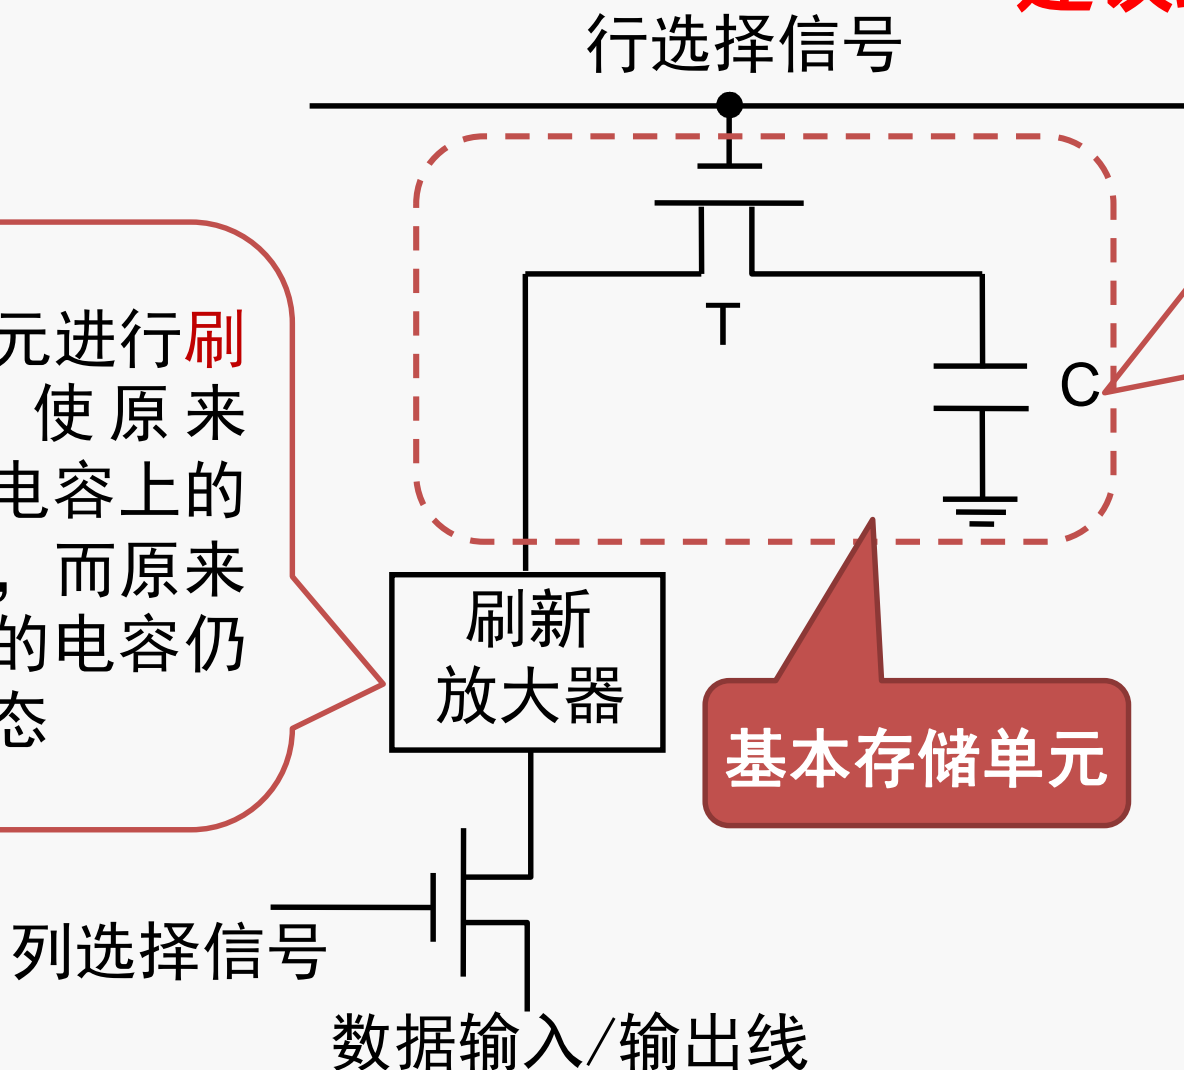 行选择信号
元进行刷
使原来
T
C
电容上的
，而原来
刷新
的电容仍
放大器
态
基本存储单元
列选择信号
数据输入/输出线